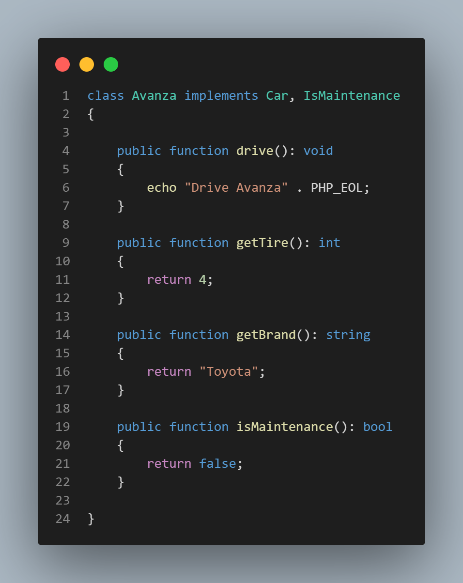 1 class Avanza implements Car, IsMaintenance
2 {
3
4     public function drive(): void
5     {
6         echo "Drive Avanza" . PHP_EOL;
7     }
8
9     public function getTire(): int
10     {
11         return 4;
12     }
13
14     public function getBrand(): string
15     {
16         return "Toyota";
17     }
18
19     public function isMaintenance(): bool
20     {
21         return false;
22     }
23
24 }